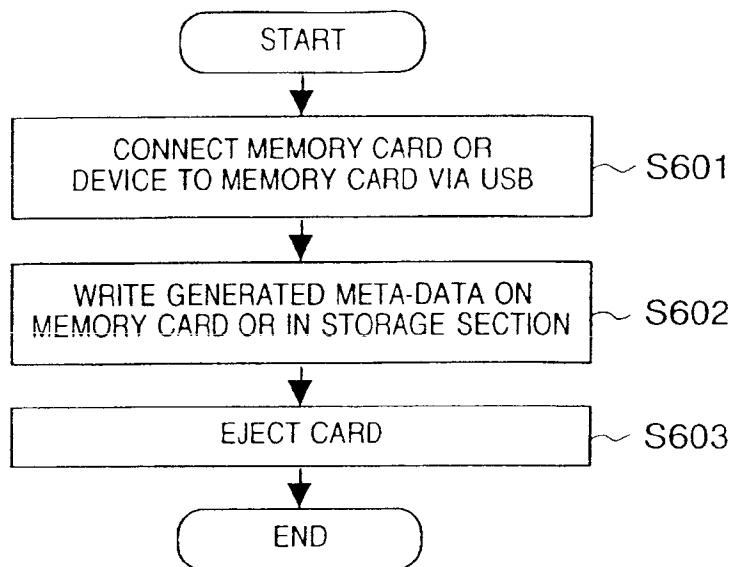 START
CONNECT MEMORY CARD OR
DEVICE TO MEMORY CARD VIA USB
S601
WRITE GENERATED META-DATA ON
MEMORY CARD OR IN STORAGE SECTION
S602
EJECT CARD
S603
END